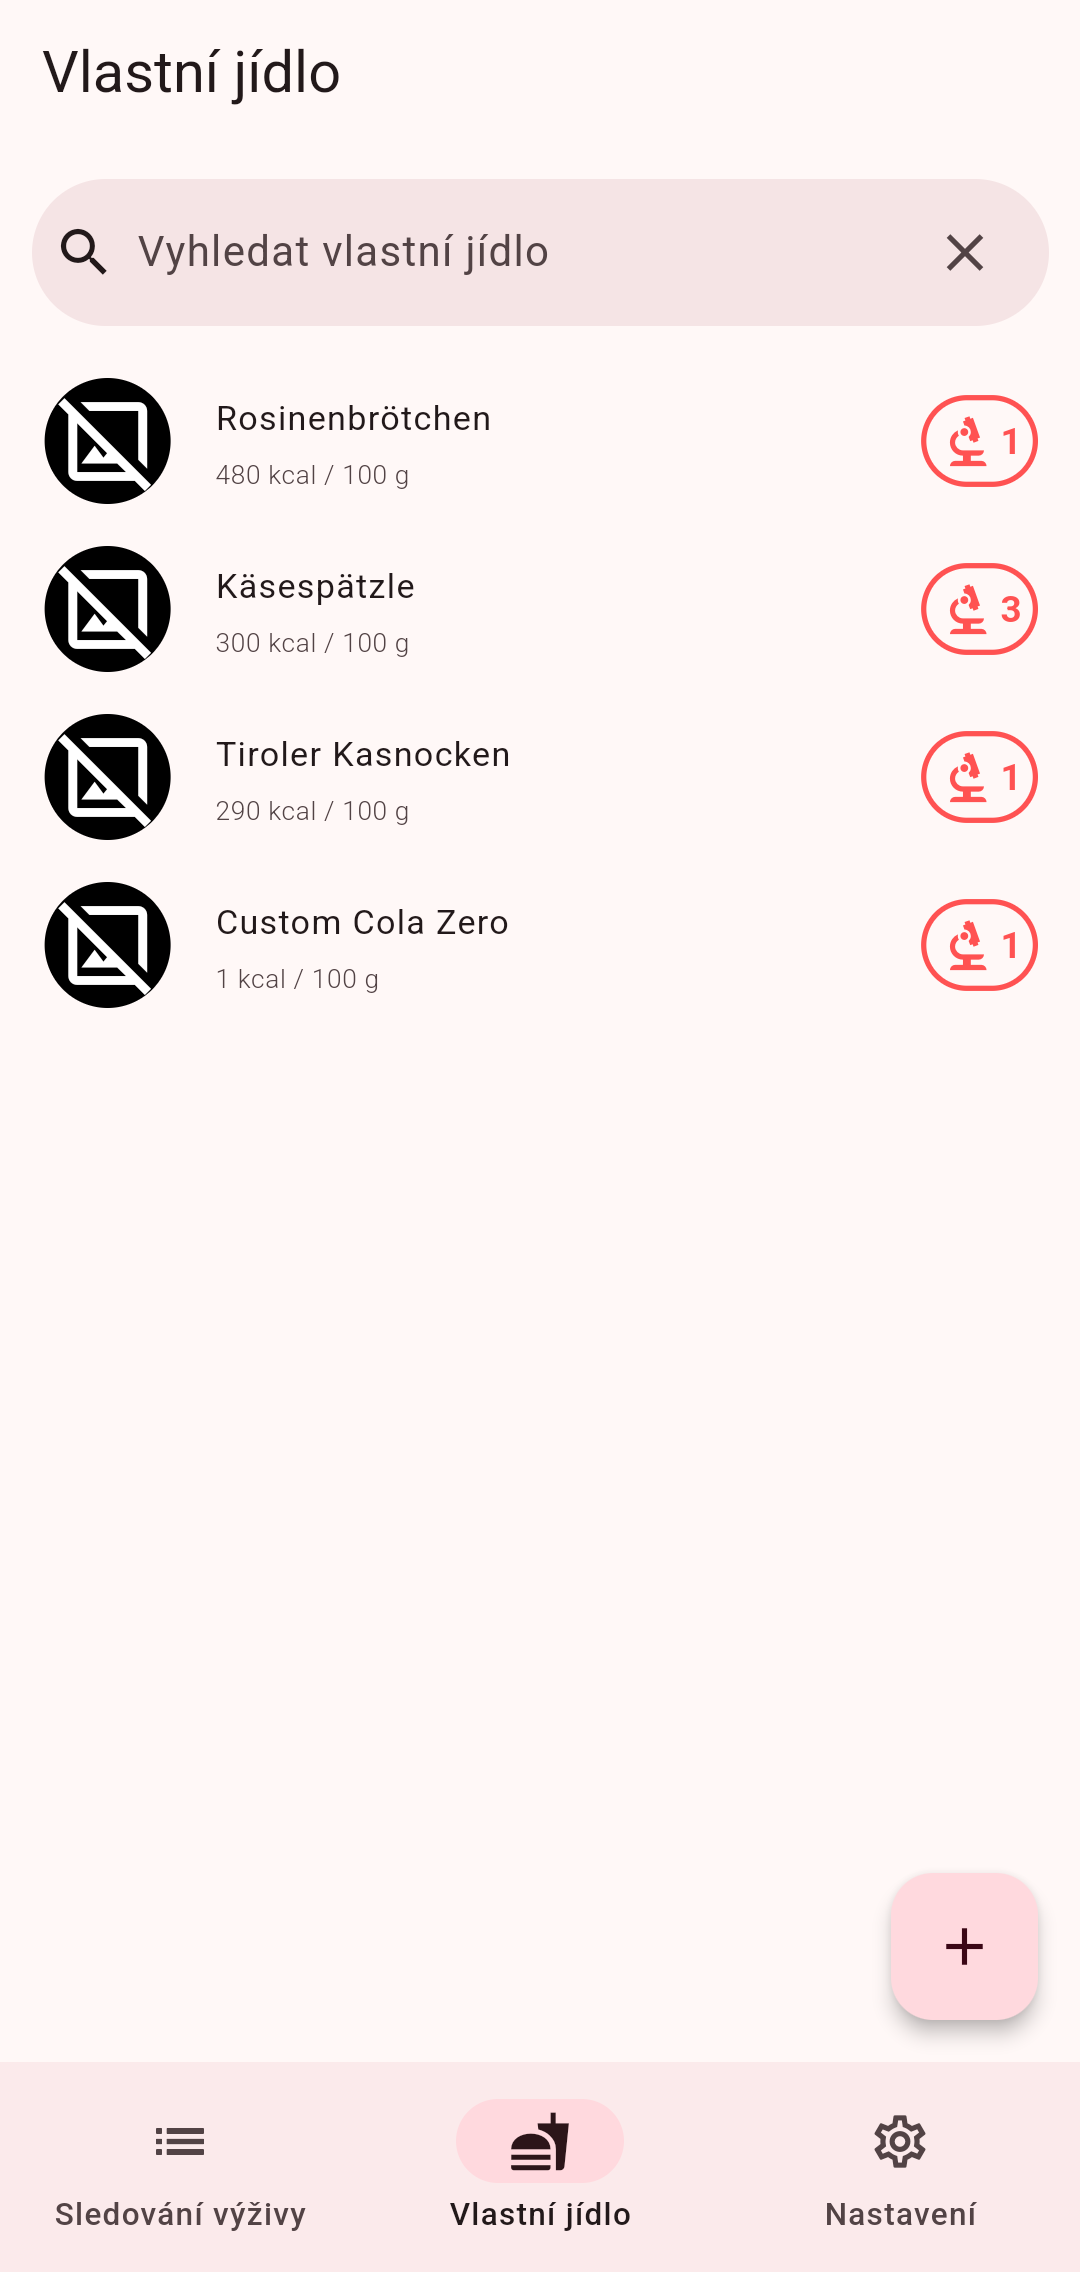 Vlastní jídlo
Vyhledat vlastní jídlo
Rosinenbrötchen
480 kcal / 100 g
1
Käsespätzle
300 kcal / 100 g
3
Tiroler Kasnocken
290 kcal / 100 g
1
Custom Cola Zero
1 kcal / 100 g
1
Sledování výživy
Vlastní jídlo
Nastavení